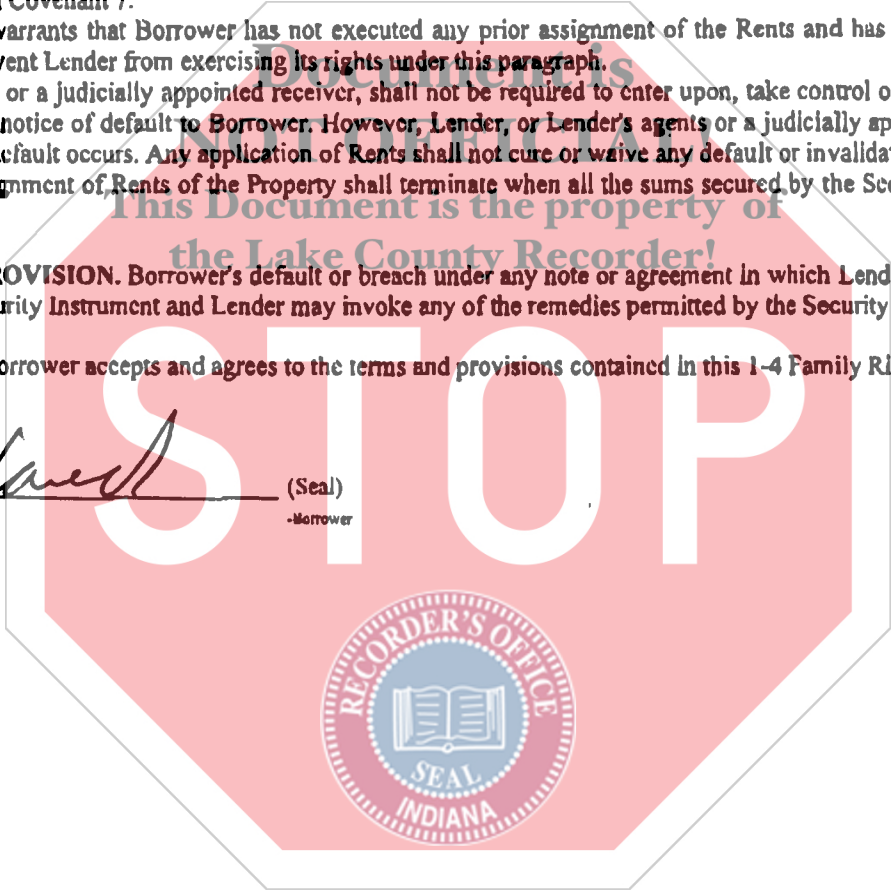 Covenant 7.
arrants that Borrower has not executed any prior assignment of the Rents and has
ent Lender from exercising its rights under this paragraph.
Document is
or a judicially appointed receiver, shall not be required to enter upon, take control o
notice of default to Borrower. However, Lender, or Lender's agents or a judicially ap
NOT OFFICIAL!
efault occurs. Any application of Rents shall not cure or waive any default or invalida
nment of Rents of the Property shall terminate when all the sums secured by the Sec
This Document is the property of
the Lake County Recorder!
OVISION. Borrower's default or breach under any note or agreement in which Lend
rity Instrument and Lender may invoke any of the remedies permitted by the Security
orrower accepts and agrees to the terms and provisions contained in this 1-4 Family Ri
STOP
(Seal)
-Borrower
RECORDER'S OFFICE
SEAL
INDIANA